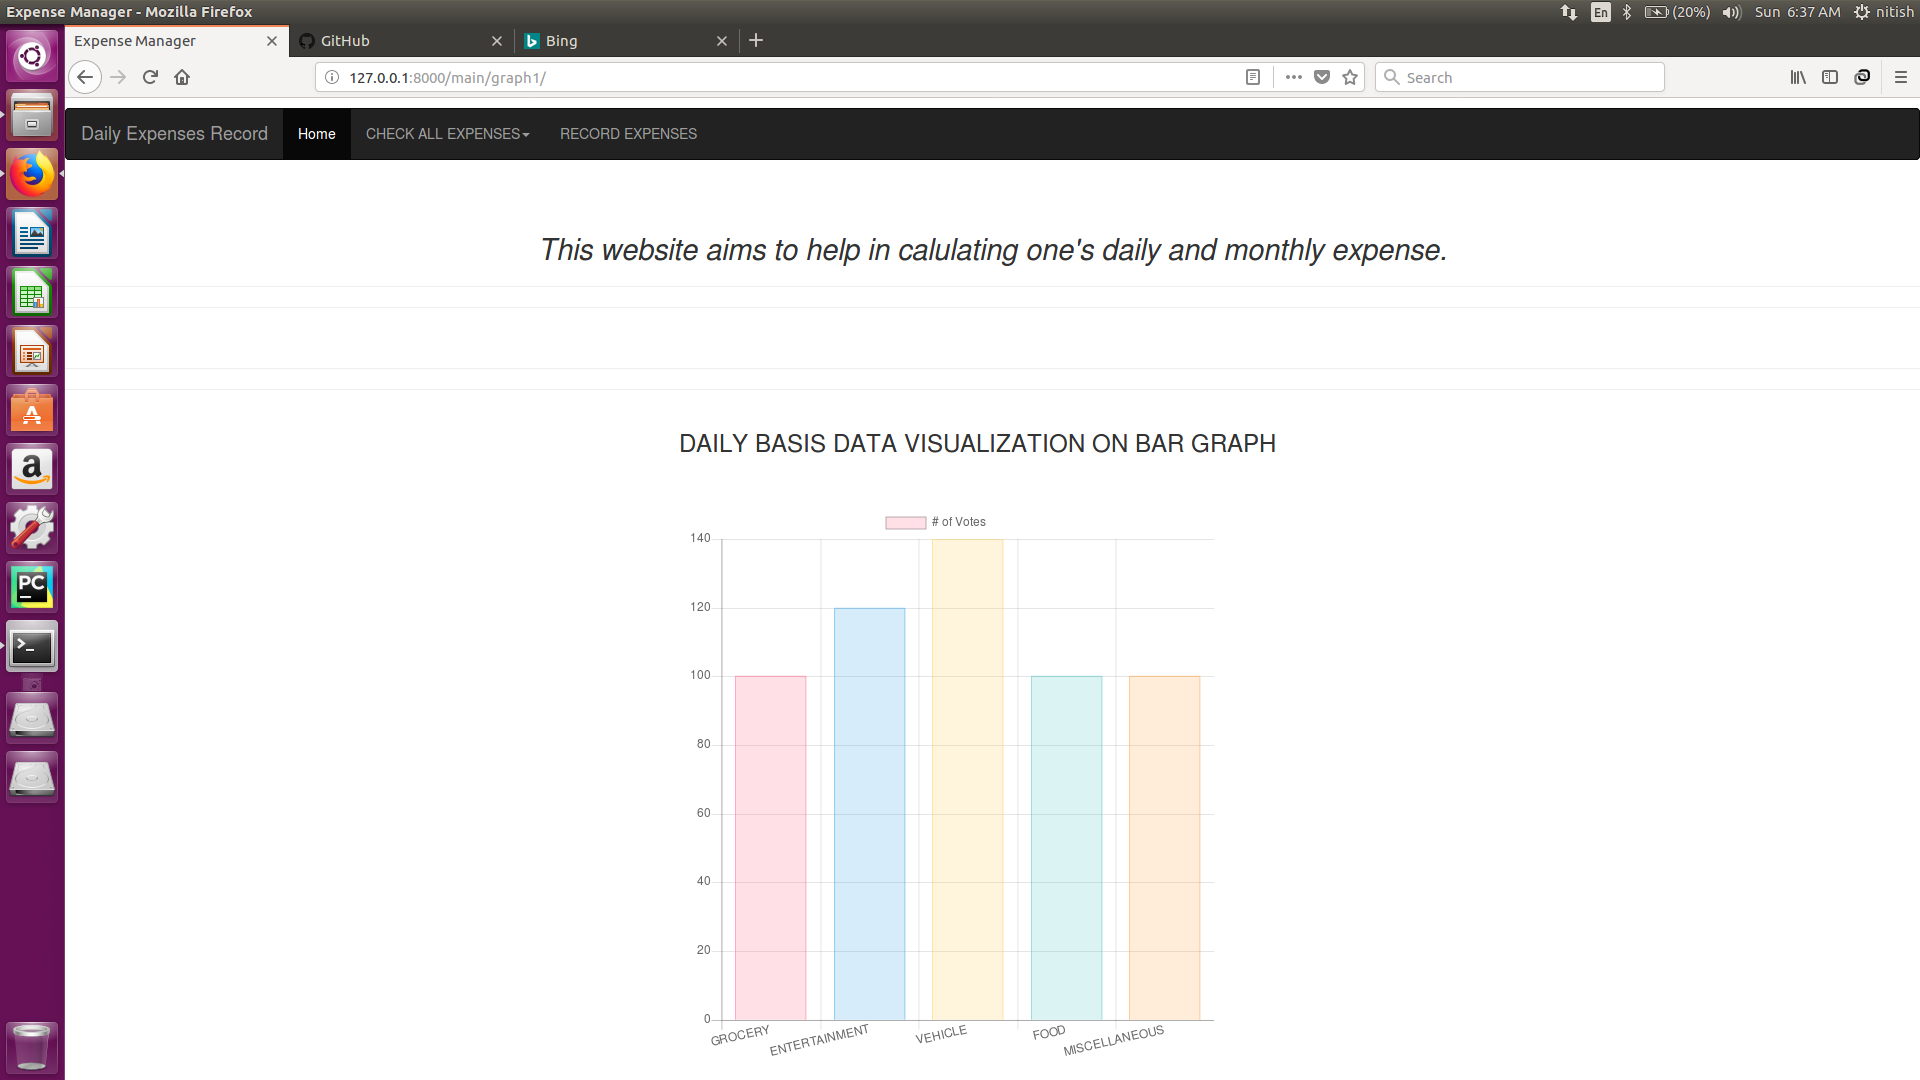 Expense Manager - Mozilla Firefox
En (20%) Sun 6:37 AM nitish
Expense Manager GitHub Bing
127.0.0.1:8000/main/graph1/ Search
Daily Expenses Record Home CHECK ALL EXPENSES RECORD EXPENSES
This website aims to help in calulating one's daily and monthly expense.
DAILY BASIS DATA VISUALIZATION ON BAR GRAPH
# of Votes
140
120
100
80
60
40
20
0
GROCERY ENTERTAINMENT VEHICLE FOOD MISCELLANEOUS
A
a
PC
>_